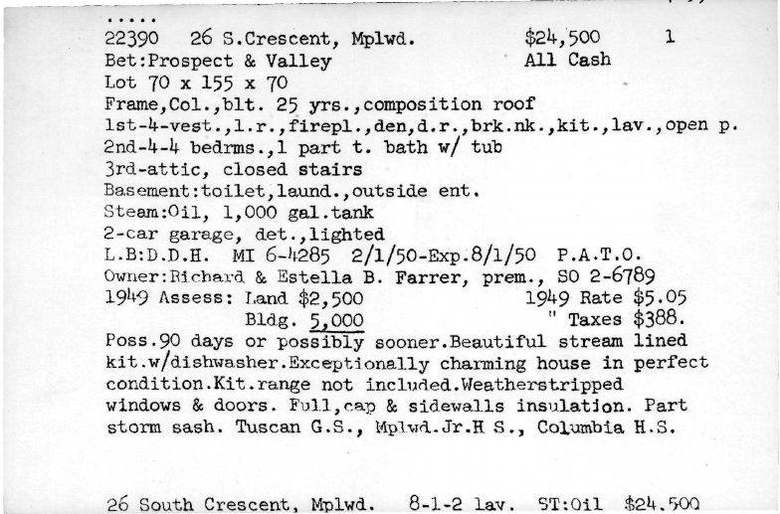 .....
22390 26 S.Crescent, Mplwd. $24,500 1
Bet:Prospect & Valley All Cash
Lot 70 x 155 x 70
Frame,Col.,blt. 25 yrs.,composition roof
1st-4-vest.,l.r.,firepl.,den,d.r.,brk.nk.,kit.,lav.,open p.
2nd-4-4 bedrms.,1 part t. bath w/ tub
3rd-attic, closed stairs
Basement:toilet,laund.,outside ent.
Steam:Oil, 1,000 gal.tank
2-car garage, det.,lighted
L.B:D.D.H. MI 6-4285 2/1/50-Exp.8/1/50 P.A.T.O.
Owner:Richard & Estella B. Farrer, prem., SO 2-6789
1949 Assess: Land $2,500 1949 Rate $5.05
Bldg. 5,000 " Taxes $388.
Poss.90 days or possibly sooner.Beautiful stream lined
kit.w/dishwasher.Exceptionally charming house in perfect
condition.Kit.range not included.Weatherstripped
windows & doors. Full,cap & sidewalls insulation. Part
storm sash. Tuscan G.S., Mplwd.Jr.H S., Columbia H.S.
26 South Crescent, Mplwd. 8-1-2 lav. ST:Oil $24.500